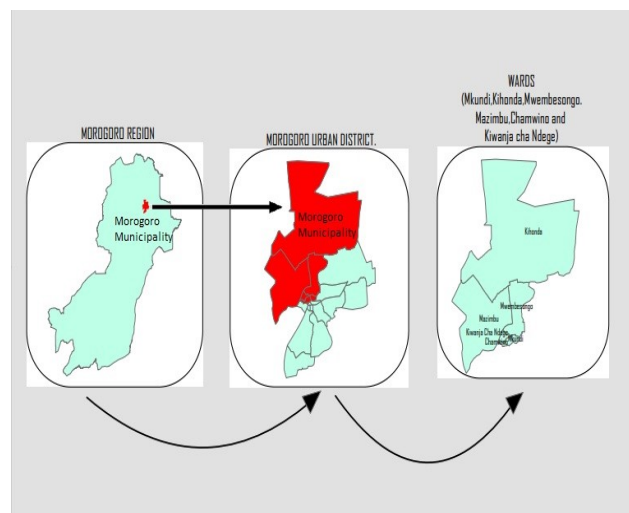 MOROGORO REGION
Morogoro
Municipality
MOROGORO URBAN DISTRICT.
Morogoro
Municipality
WARDS
(Mkundi,Kihonda,Mwembesongo.
Mazimbu,Chamwino and
Kiwanja cha Ndege)
Kihonda
Mwembesongo
Mazimbu
Kiwanja Cha Ndege
Chamwino